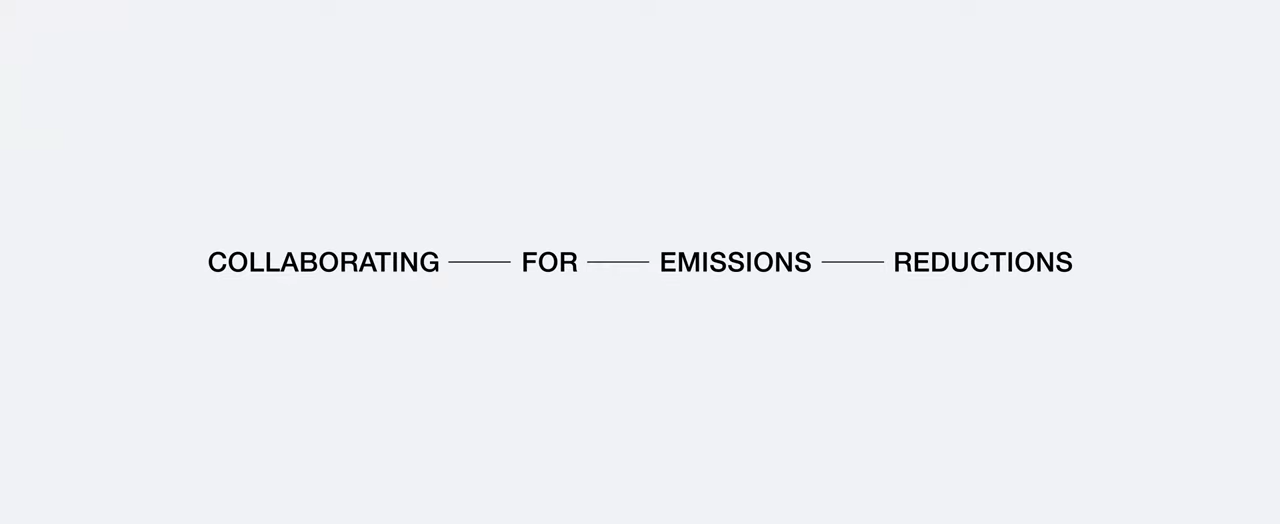 COLLABORATING — FOR — EMISSIONS — REDUCTIONS